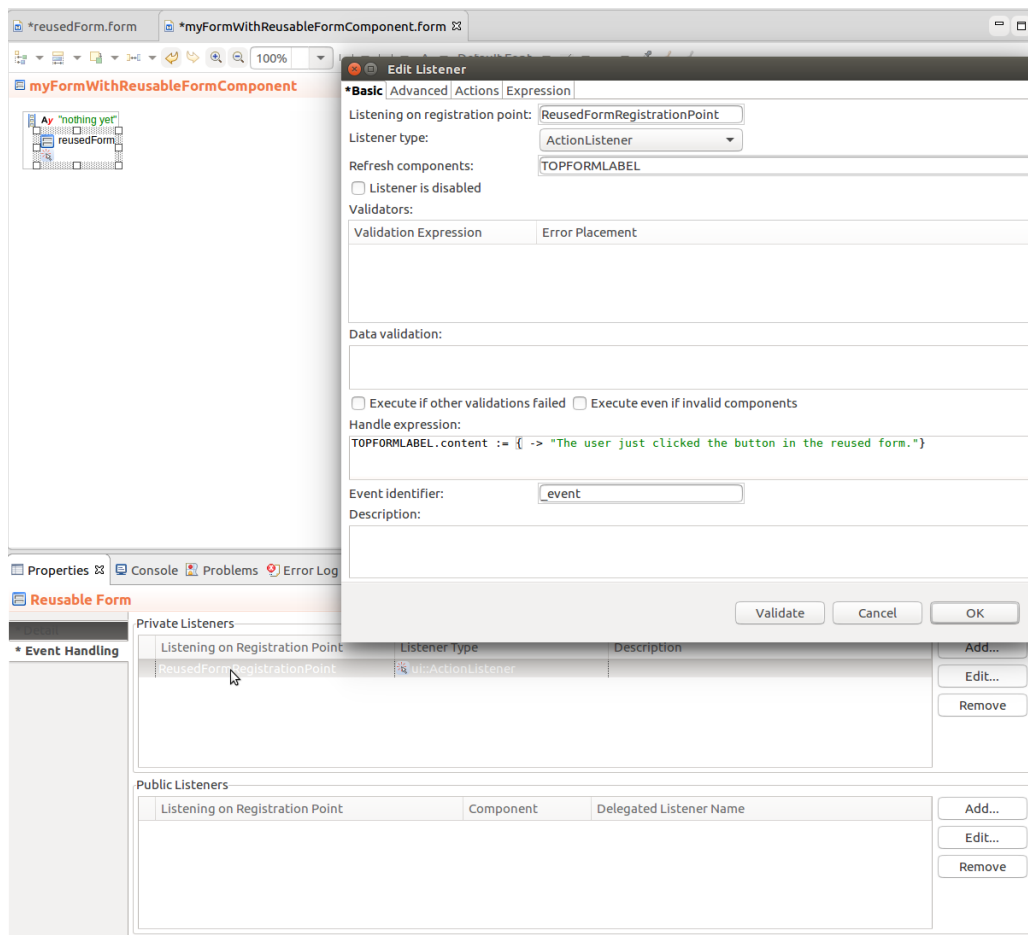 *reusedForm.form
*myFormWithReusableFormComponent.form
100%
myFormWithReusableFormComponent
Ay "nothing yet"
reusedForm
Edit Listener
*Basic Advanced Actions Expression
Listening on registration point: ReusedFormRegistrationPoint
Listener type: ActionListener
Refresh components: TOPFORMLABEL
Listener is disabled
Validators:
Validation Expression Error Placement
Data validation:
Execute if other validations failed Execute even if invalid components
Handle expression:
TOPFORMLABEL.content := { -> "The user just clicked the button in the reused form."}
Event identifier: _event
Description:
Validate Cancel OK
Properties Console Problems Error Log
Reusable Form
Detail
* Event Handling
Private Listeners
Listening on Registration Point Listener Type Description
ReusedFormRegistrationPoint ui::ActionListener
Add...
Edit...
Remove
Public Listeners
Listening on Registration Point Component Delegated Listener Name
Add...
Edit...
Remove